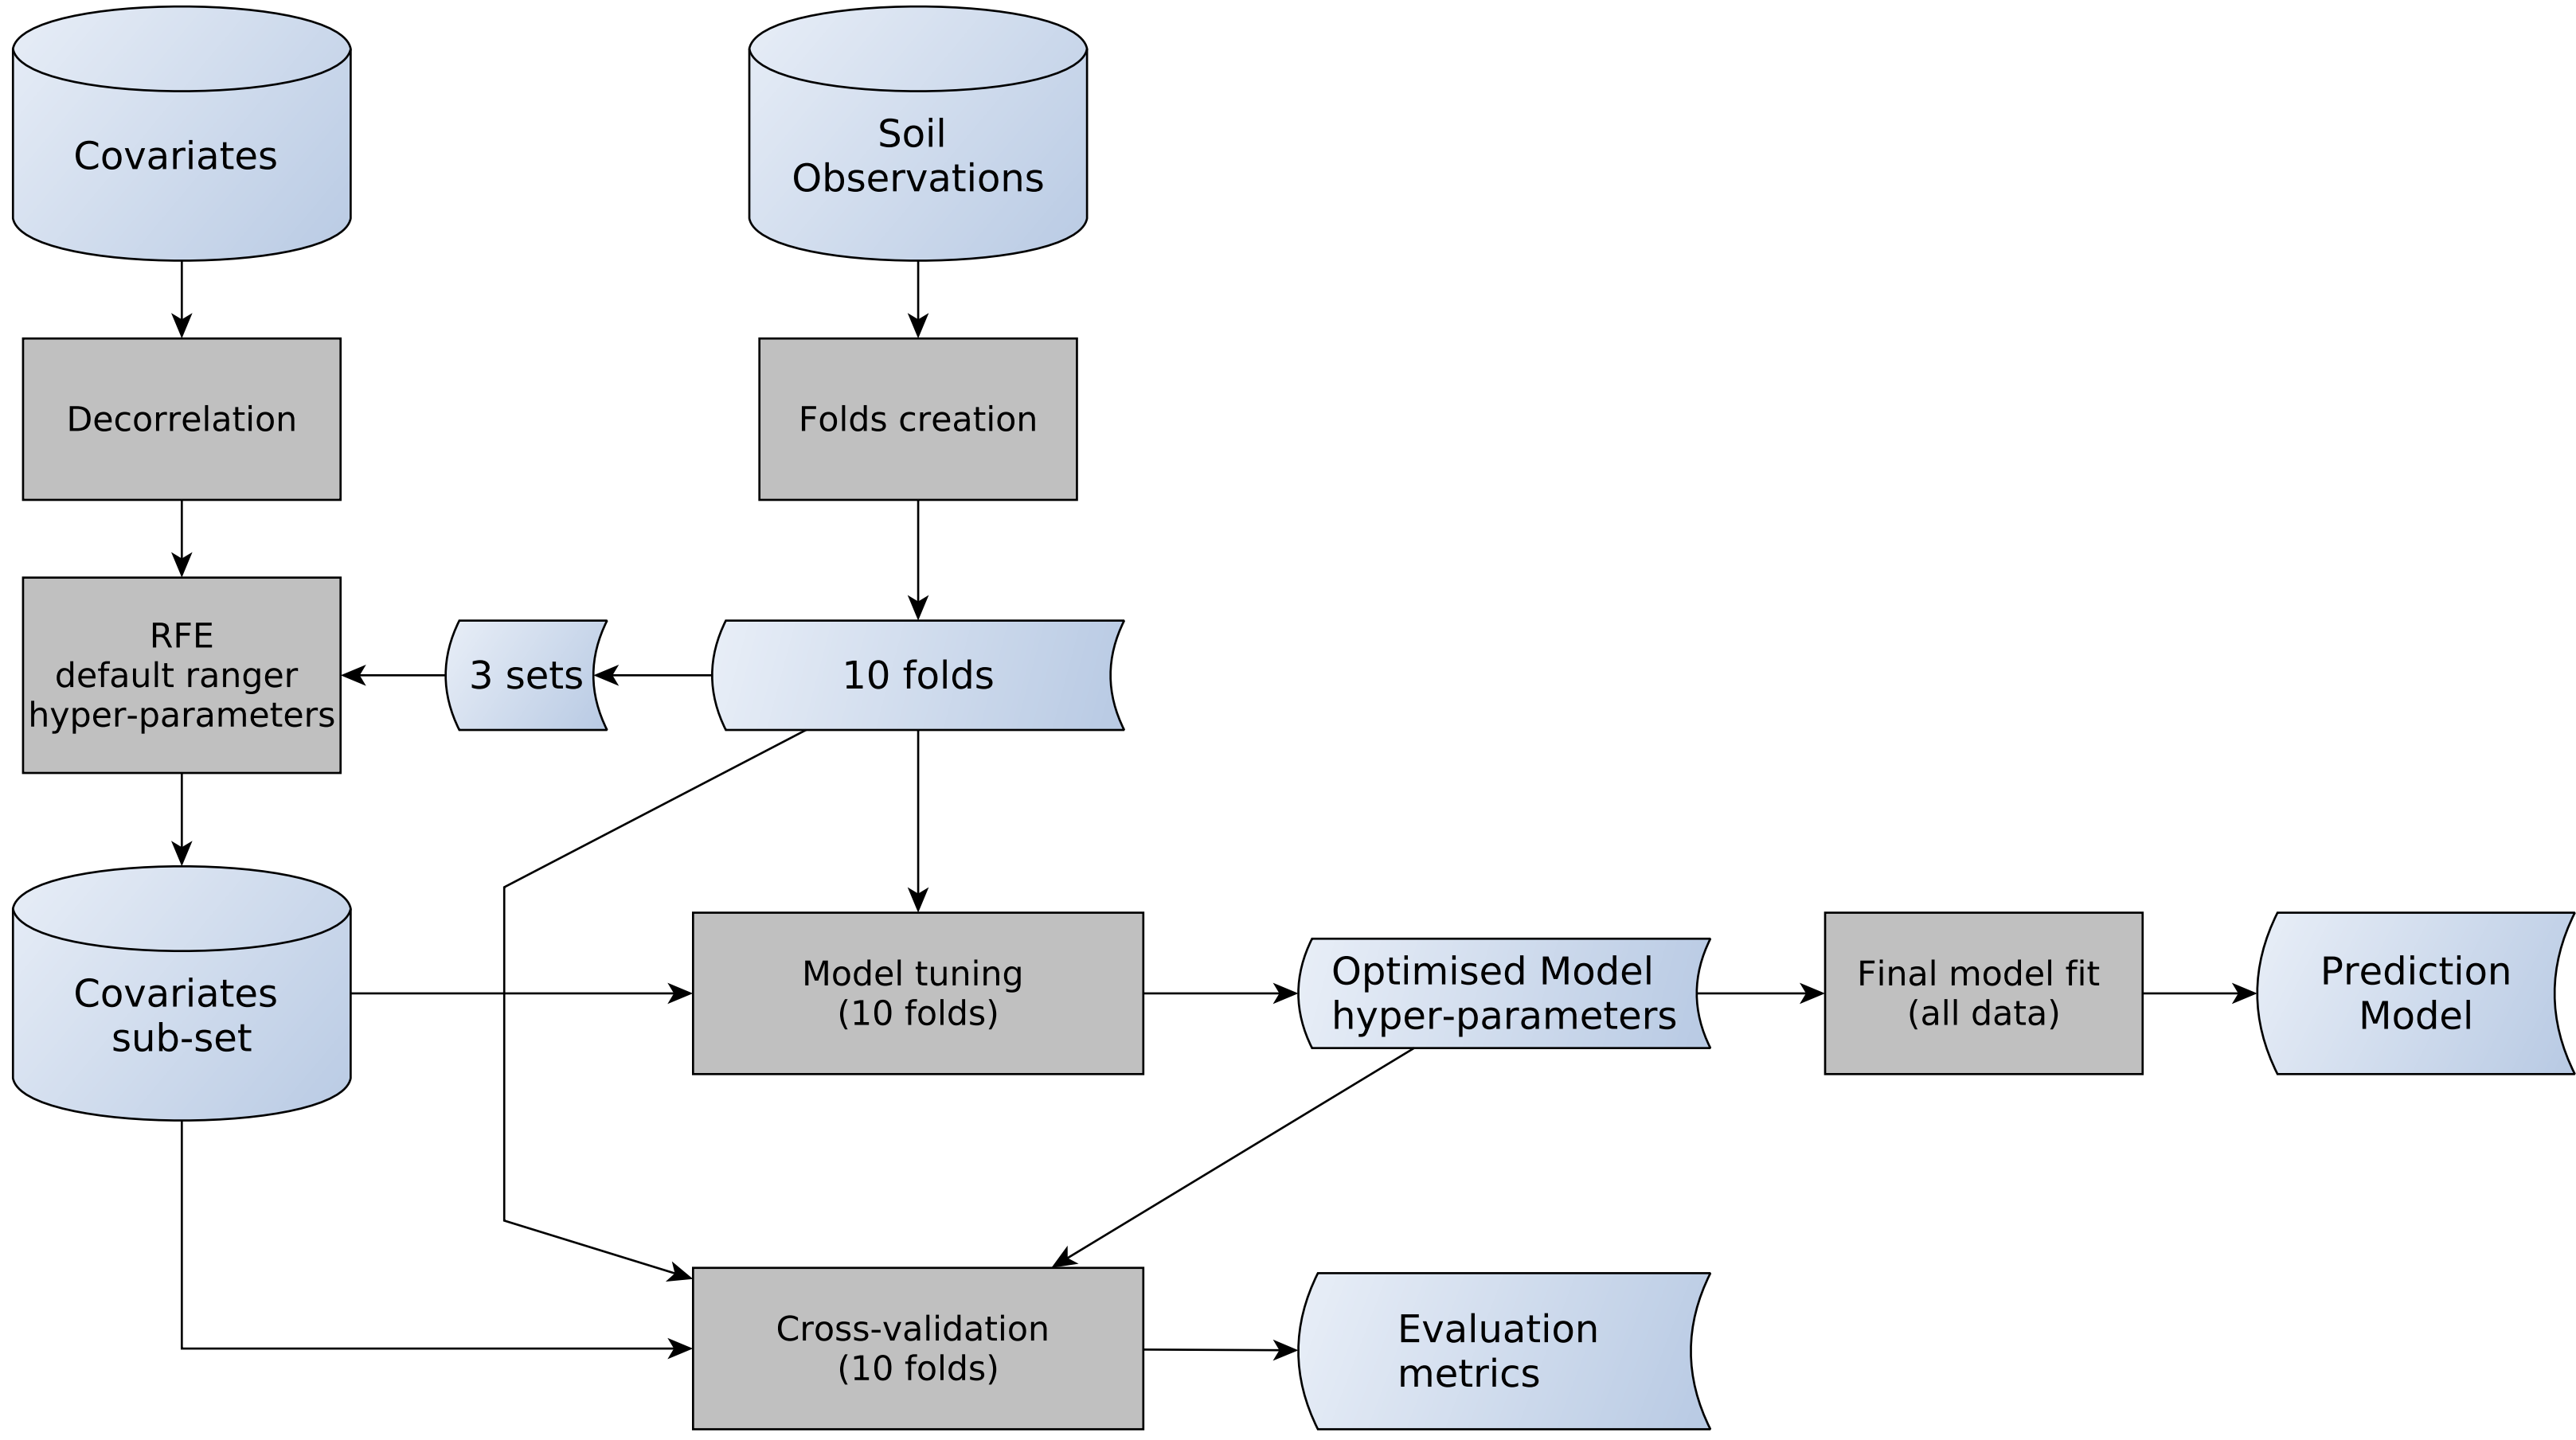 Covariates
Soil
Observations
Decorrelation
Folds creation
RFE
default ranger
hyper-parameters
3 sets
10 folds
Covariates
sub-set
Model tuning
(10 folds)
Optimised Model
hyper-parameters
Final model fit
(all data)
Prediction
Model
Cross-validation
(10 folds)
Evaluation
metrics